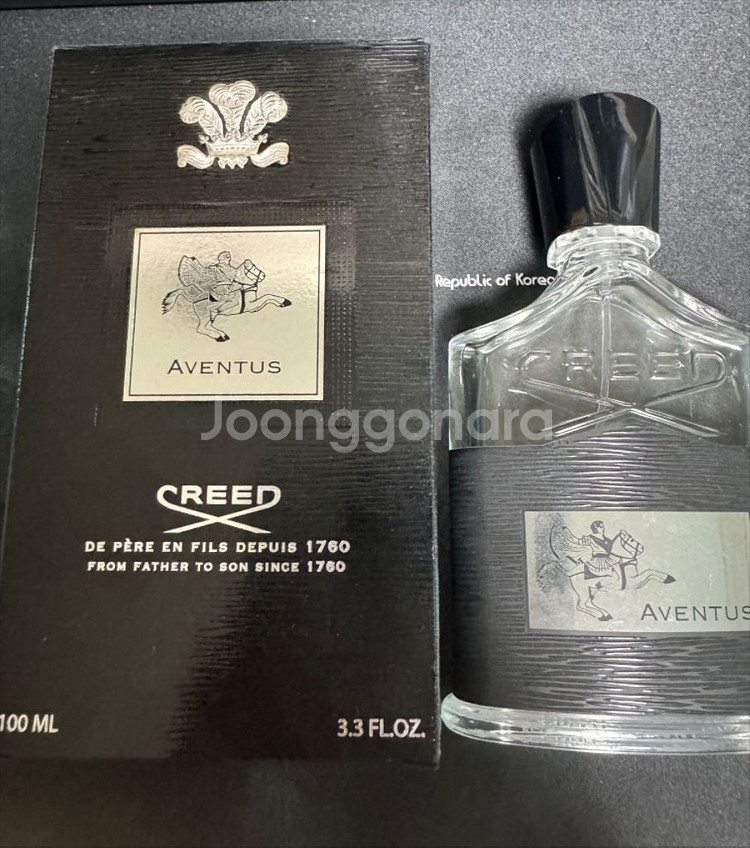 AVENTUS
CREED
DE PÈRE EN FILS DEPUIS 1760
FROM FATHER TO SON SINCE 1760
100 ML
3.3 FL.OZ.
Republic of Korea
CREED
AVENTUS
Joonggonara